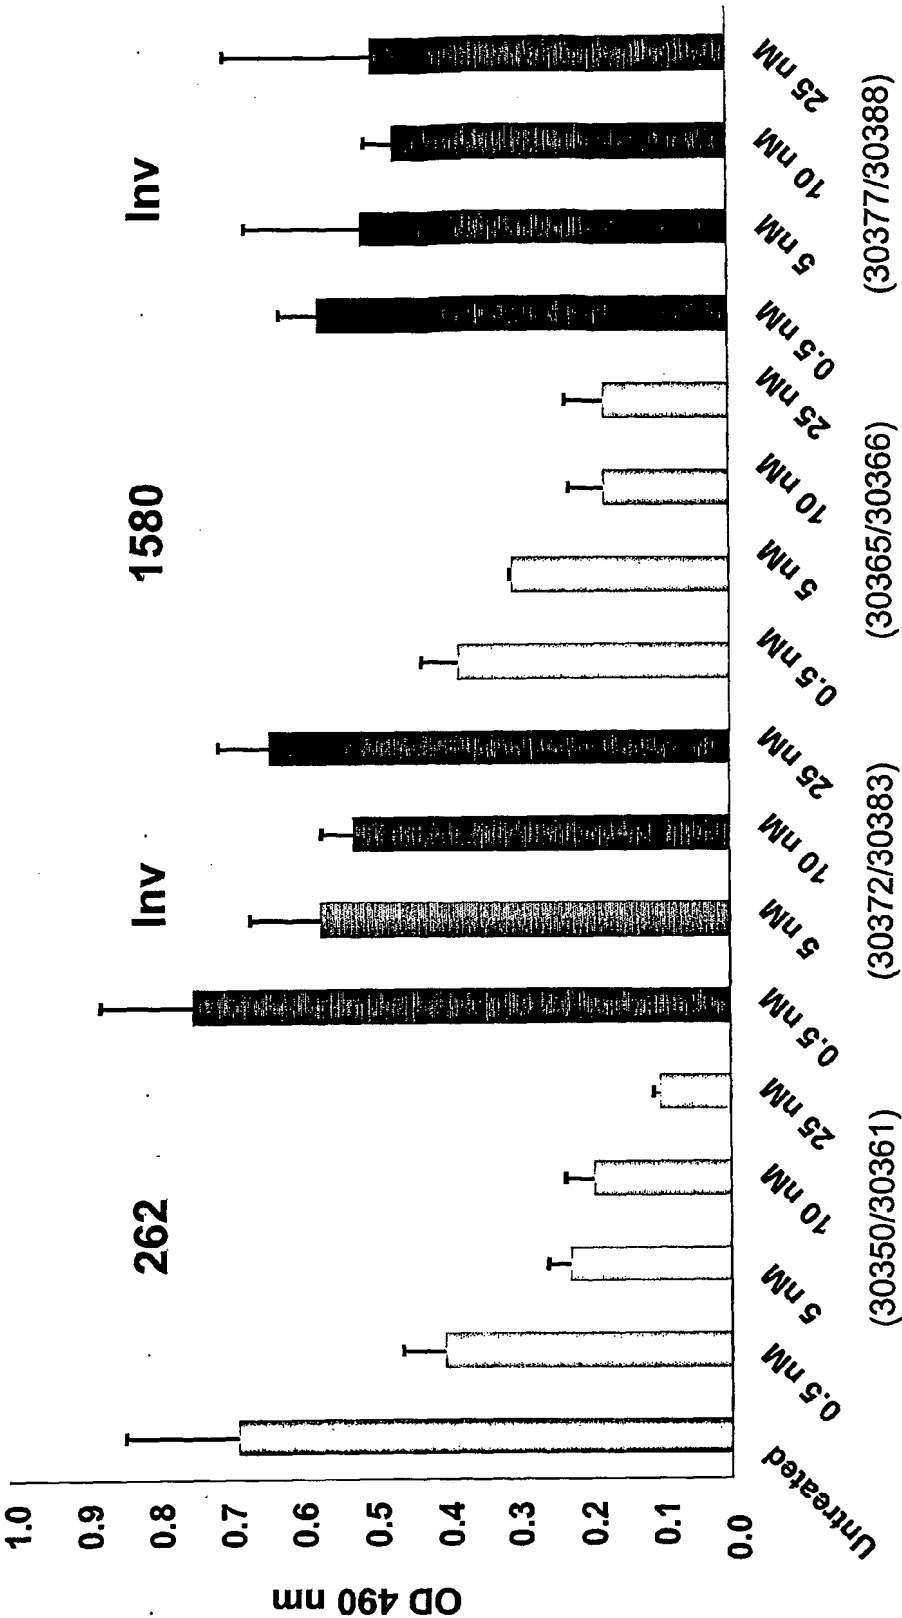 OD 490 nm
1.0
0.9
0.8
0.7
0.6
0.5
0.4
0.3
0.2
0.1
0.0
262
Inv
1580
Inv
Untreated
0.5 nM
5 nM
10 nM
25 nM
0.5 nM
5 nM
10 nM
25 nM
0.5 nM
5 nM
10 nM
25 nM
0.5 nM
5 nM
10 nM
25 nM
(30350/30361)
(30372/30383)
(30365/30366)
(30377/30388)